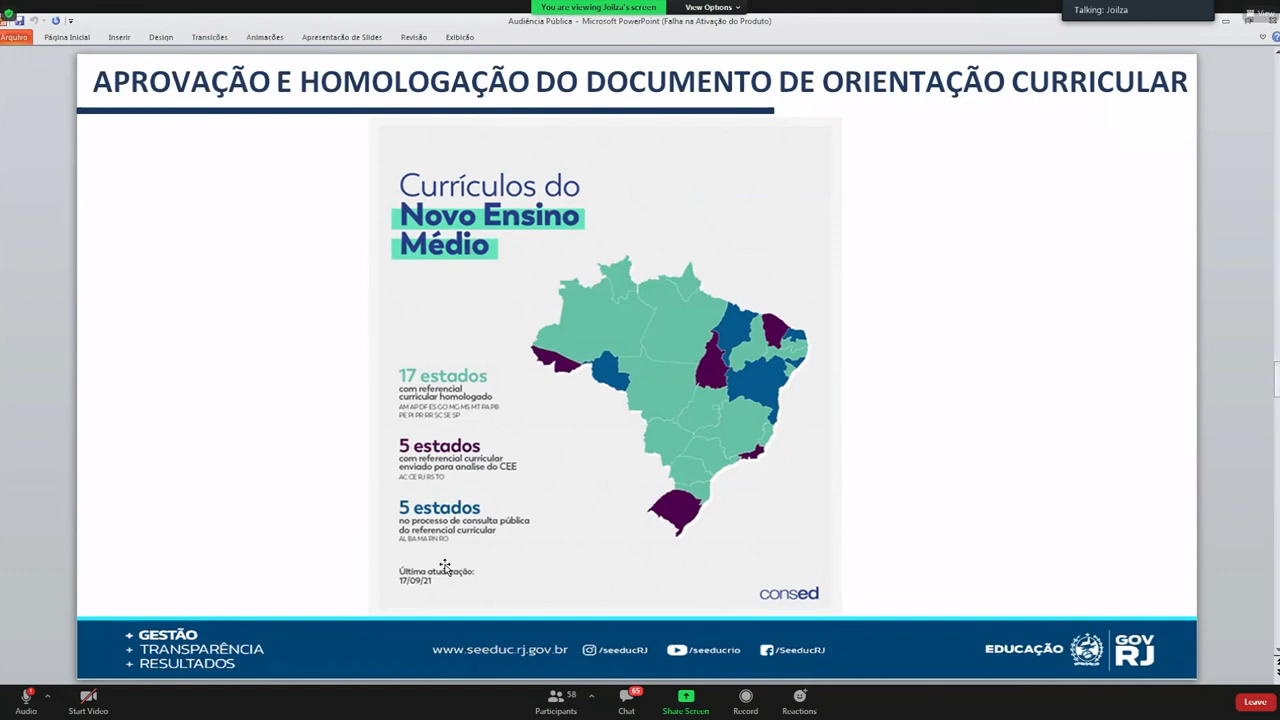 You are viewing Joilza's screen
View Options
Talking: Joilza
View
Audiência Pública - Microsoft PowerPoint (Falha na Ativação do Produto)
Arquivo
Página Inicial
Inserir
Design
Transições
Animações
Apresentação de Slides
Revisão
Exibição
APROVAÇÃO E HOMOLOGAÇÃO DO DOCUMENTO DE ORIENTAÇÃO CURRICULAR
Currículos do
Novo Ensino
Médio
17 estados
com referencial
curricular homologado
AM AP DF ES GO MG MS MT PA PB
PE PI PR RR SC SE SP
5 estados
com referencial curricular
enviado para analise do CEE
AC CE RJ RS TO
5 estados
no processo de consulta pública
do referencial curricular
AL BA MA RN RO
Última atualização:
17/09/21
consed
+ GESTÃO
+ TRANSPARÊNCIA
+ RESULTADOS
www.seeduc.rj.gov.br
/seeducRJ
/seeducrio
/SeeducRJ
EDUCAÇÃO
GOV
RJ
Audio
Start Video
58
Participants
65
Chat
Share Screen
Record
Reactions
Leave